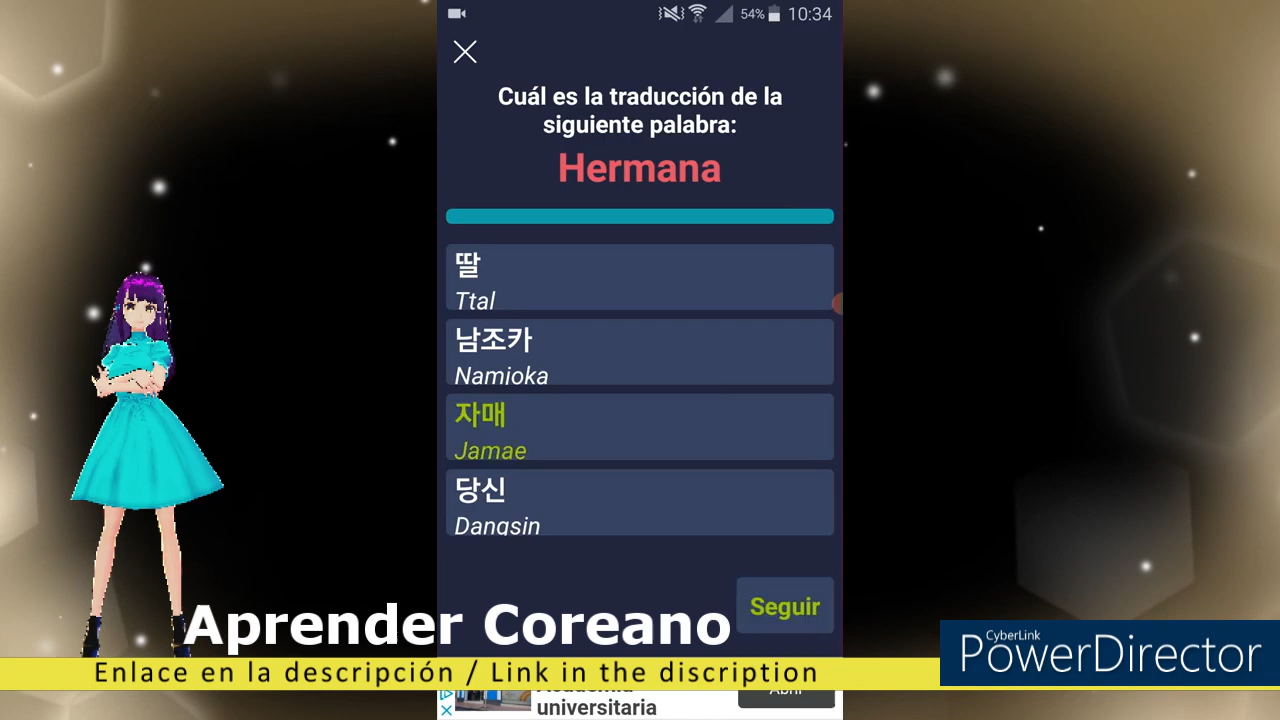 54% 10:34
Cuál es la traducción de la
siguiente palabra:
Hermana
딸
Ttal
남조카
Namjoka
자매
Jamae
당신
Dangsin
Seguir
Aprender Coreano
Enlace en la descripción / Link in the discription
CyberLink
PowerDirector
universitaria